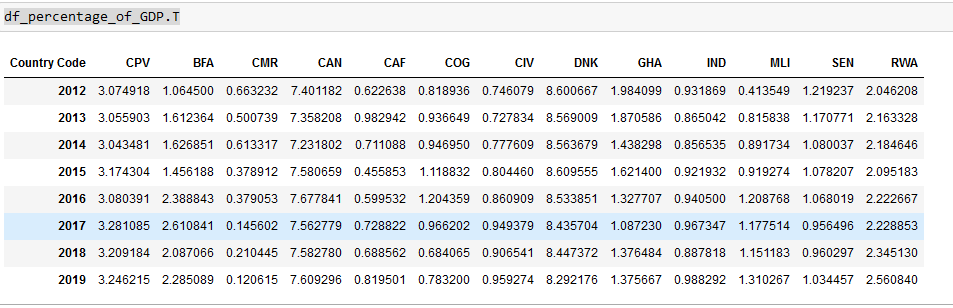 df_percentage_of_GDP.T
Country Code CPV BFA CMR CAN CAF COG CIV DNK GHA IND MLI SEN RWA
2012 3.074918 1.064500 0.663232 7.401182 0.622638 0.818936 0.746079 8.600667 1.984099 0.931869 0.413549 1.219237 2.046208
2013 3.055903 1.612364 0.500739 7.358208 0.982942 0.936649 0.727834 8.569009 1.870586 0.865042 0.815838 1.170771 2.163328
2014 3.043481 1.626851 0.613317 7.231802 0.711088 0.946950 0.777609 8.563679 1.438298 0.856535 0.891734 1.080037 2.184646
2015 3.174304 1.456188 0.378912 7.580659 0.455853 1.118832 0.804460 8.609555 1.621400 0.921932 0.919274 1.078207 2.095183
2016 3.080391 2.388843 0.379053 7.677841 0.599532 1.204359 0.860909 8.533851 1.327707 0.940500 1.208768 1.068019 2.222667
2017 3.281085 2.610841 0.145602 7.562779 0.728822 0.966202 0.949379 8.435704 1.087230 0.967347 1.177514 0.956496 2.228853
2018 3.209184 2.087066 0.210445 7.582780 0.688562 0.684065 0.906541 8.447372 1.376484 0.887818 1.151183 0.960297 2.345130
2019 3.246215 2.285089 0.120615 7.609296 0.819501 0.783200 0.959274 8.292176 1.375667 0.988292 1.310267 1.034457 2.560840